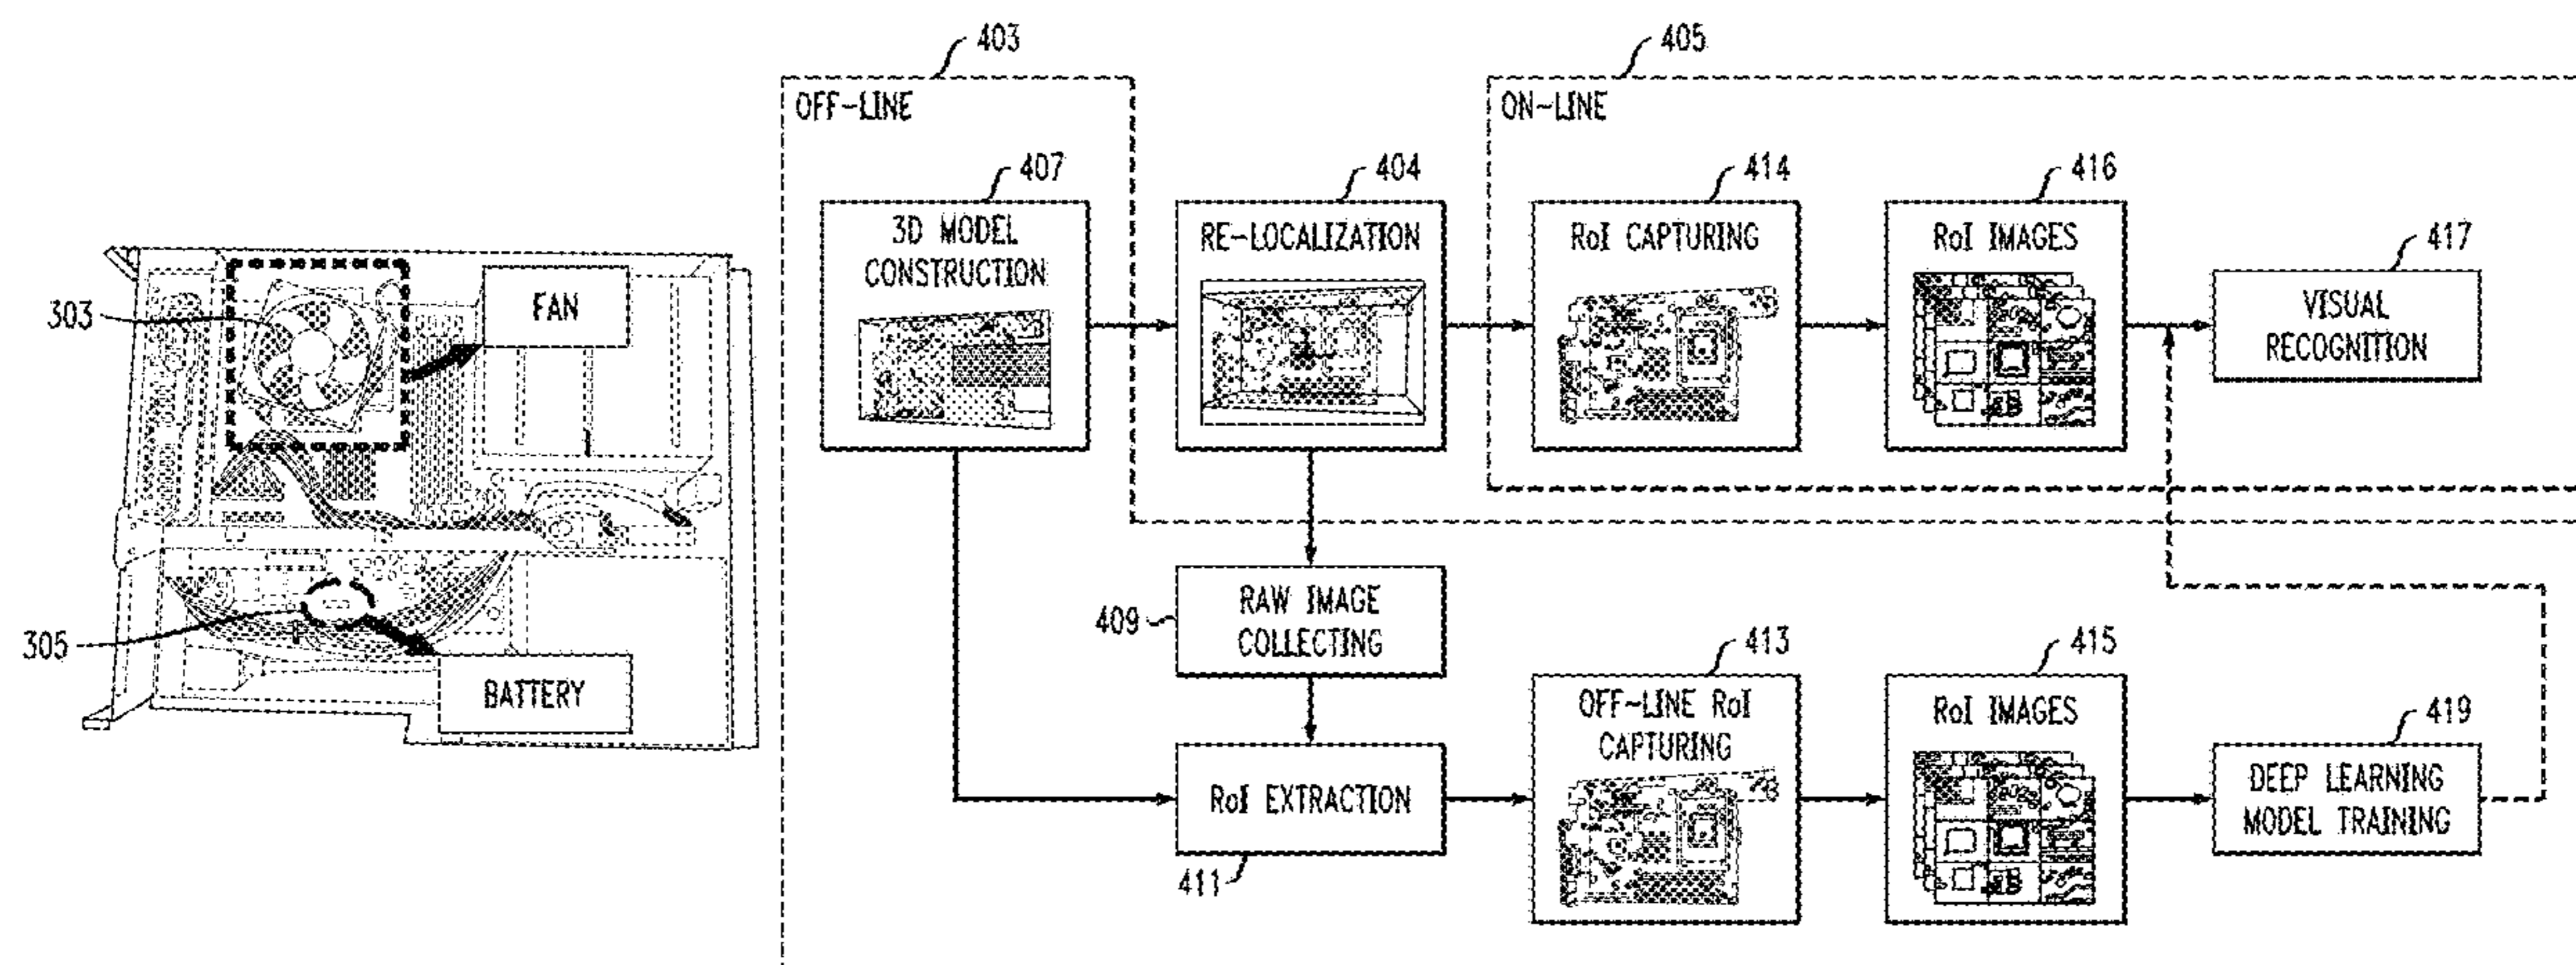 303
FAN
305
BATTERY
403
OFF-LINE
405
ON-LINE
407
3D MODEL
CONSTRUCTION
404
RE-LOCALIZATION
414
RoI CAPTURING
416
RoI IMAGES
417
VISUAL
RECOGNITION
409
RAW IMAGE
COLLECTING
411
RoI EXTRACTION
413
OFF-LINE RoI
CAPTURING
415
RoI IMAGES
419
DEEP LEARNING
MODEL TRAINING